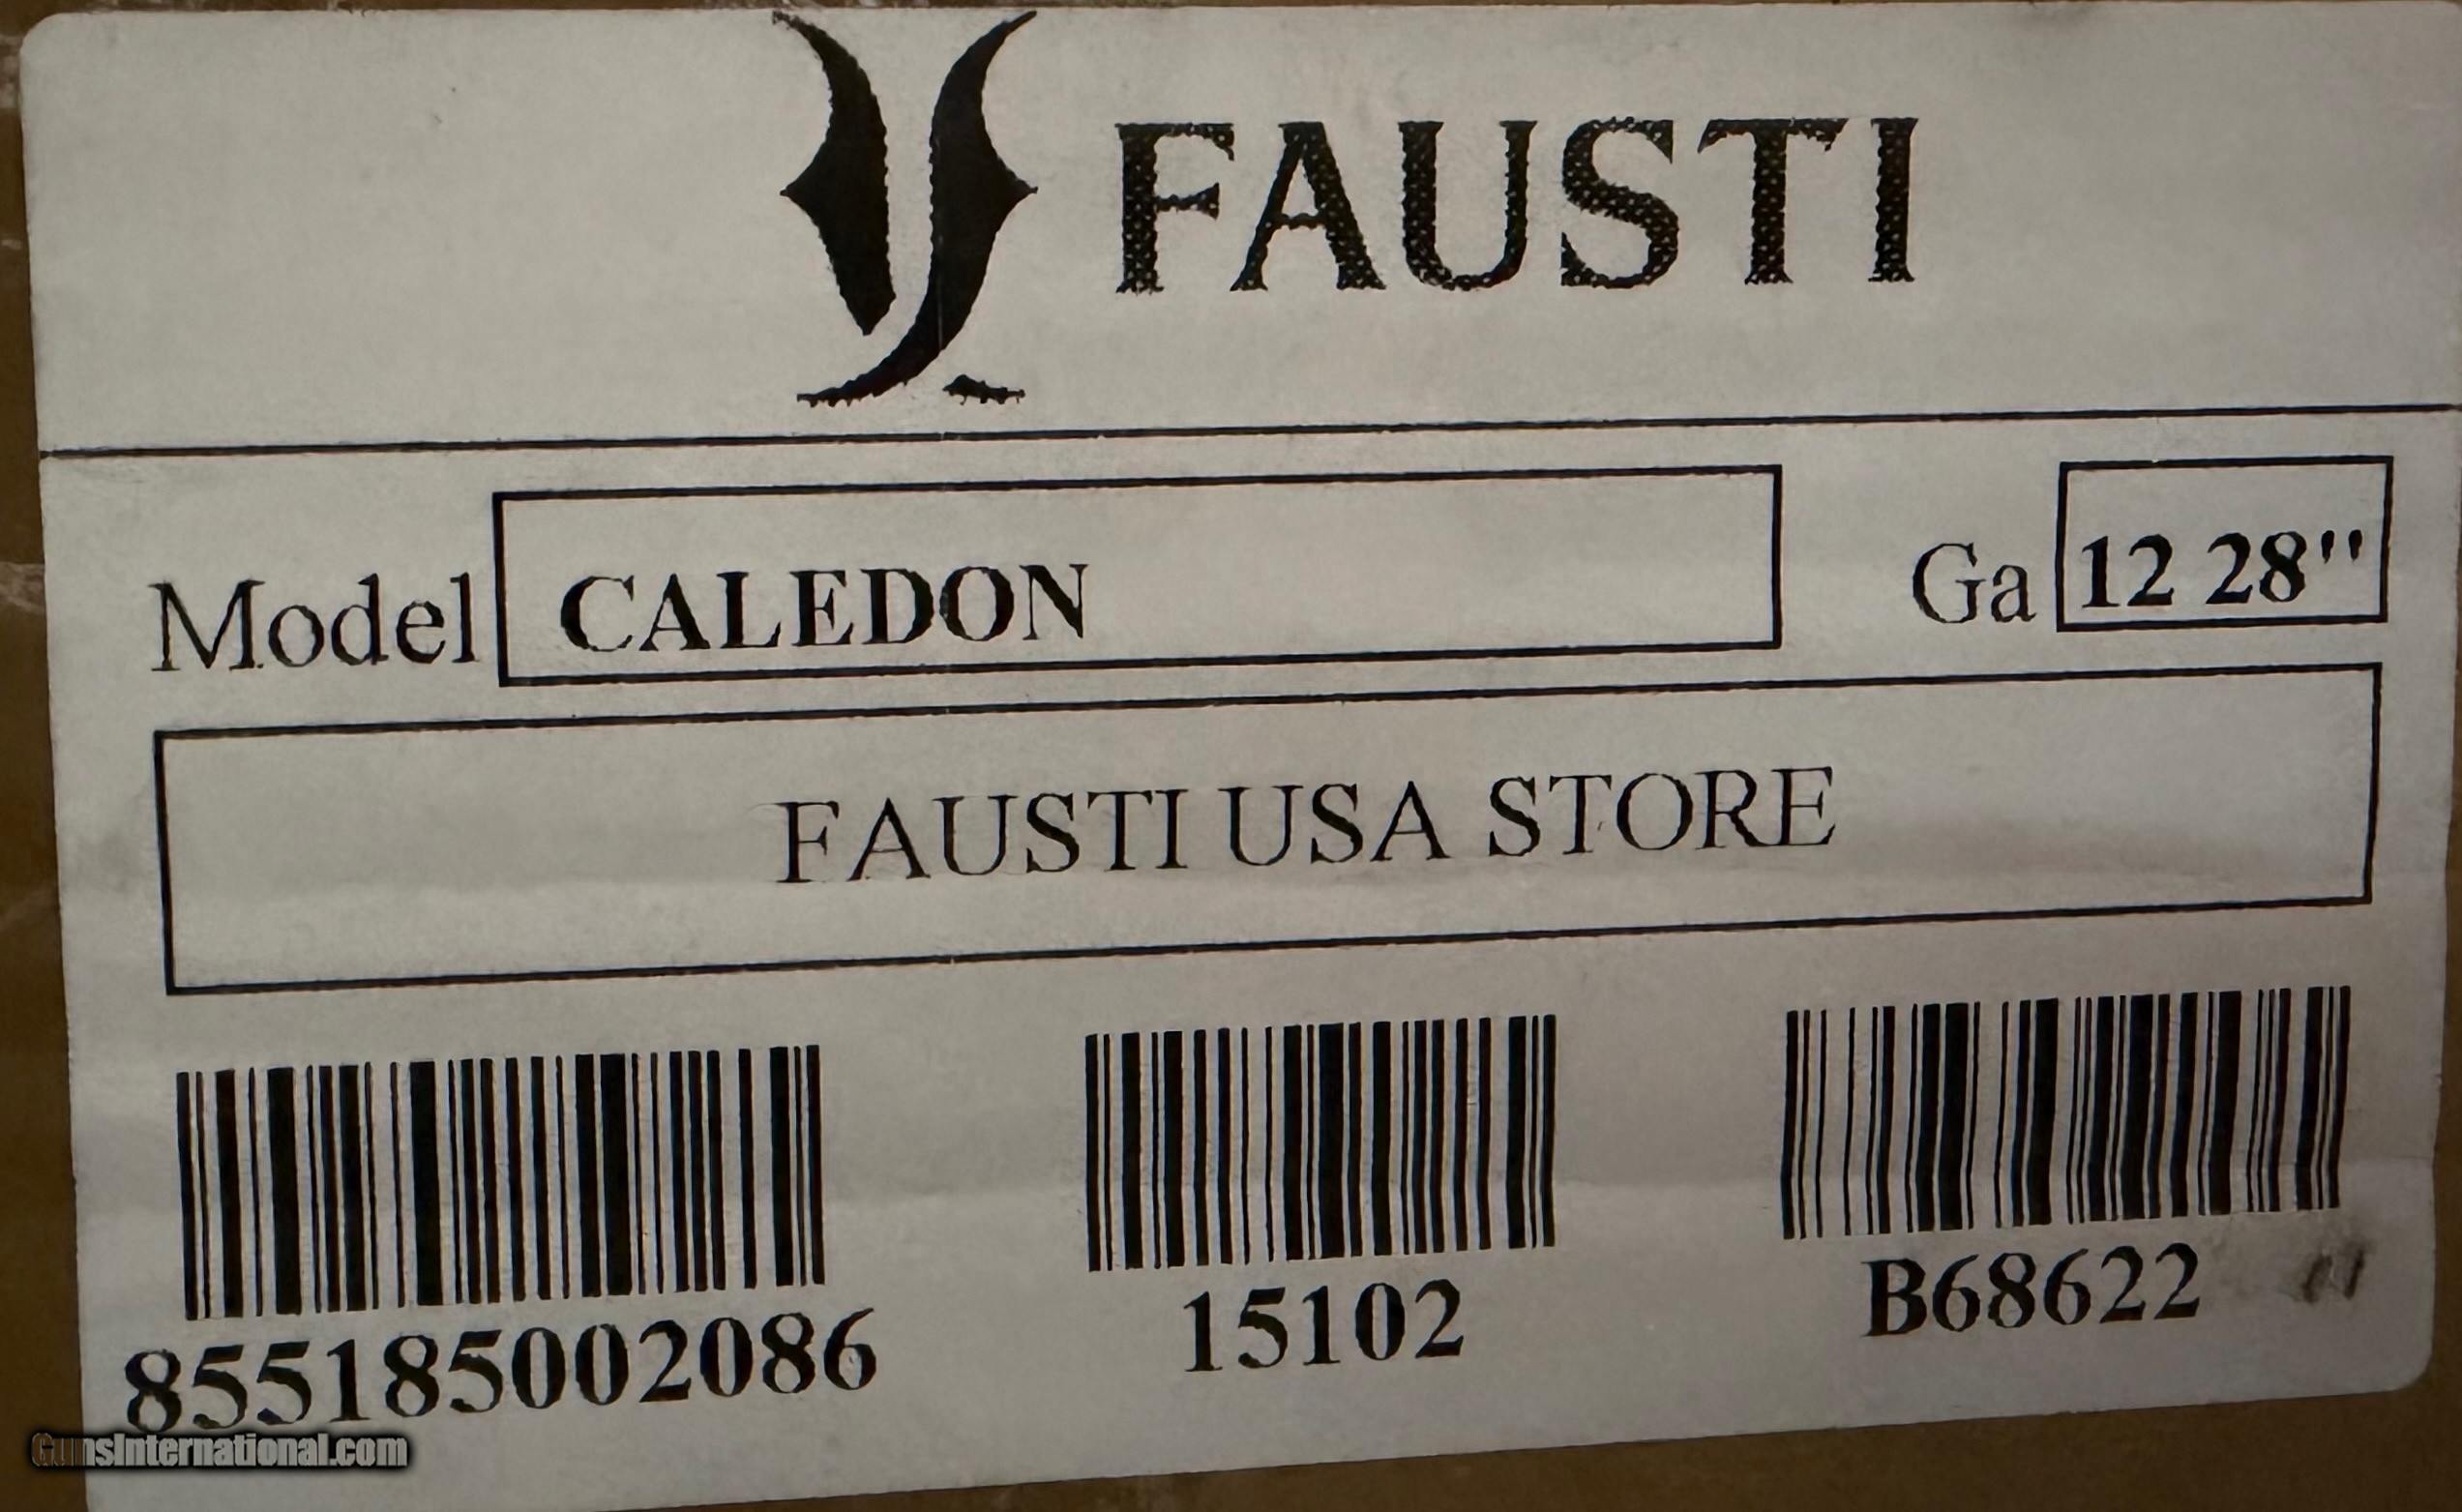 FAUSTI
Model CALEDON Ga 12 28"
FAUSTI USA STORE
855185002086 15102 B68622
GunsInternational.com